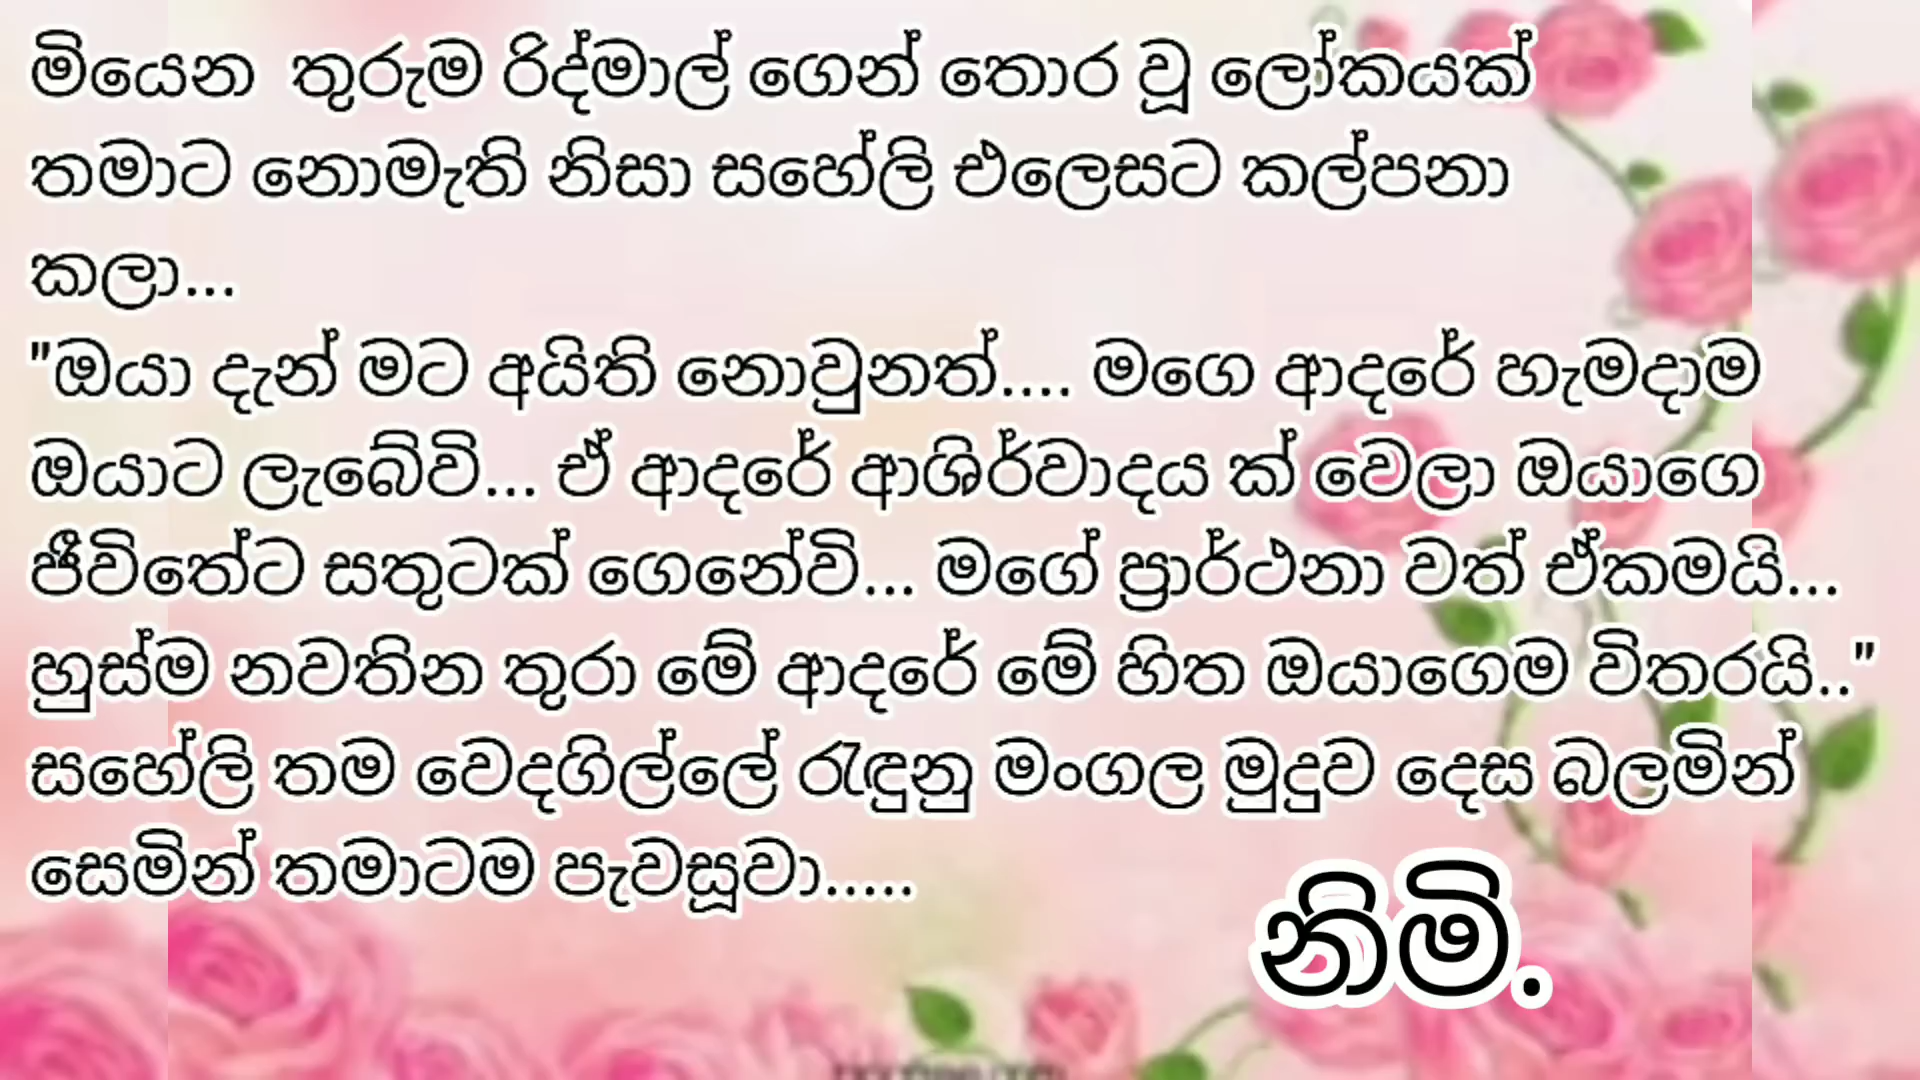 මියෙන තුරුම රිද්මාල් ගෙන් තොර වූ ලෝකයක්
තමාට නොමැති නිසා සහේලි එලෙසට කල්පනා
කලා...
"ඔයා දැන් මට අයිති නොවුනත්.... මගෙ ආදරේ හැමදාම
ඔයාට ලැබේවි... ඒ ආදරේ ආශිර්වාදය ක් වෙලා ඔයාගෙ
ජීවිතේට සතුටක් ගෙනේවි... මගේ ප්‍රාර්ථනා වත් ඒකමයි...
හුස්ම නවතින තුරා මේ ආදරේ මේ හිත ඔයාගෙම විතරයි.."
සහේලි තම වෙදගිල්ලේ රැඳුනු මංගල මුදුව දෙස බලමින්
සෙමින් තමාටම පැවසූවා.....
නිමි.